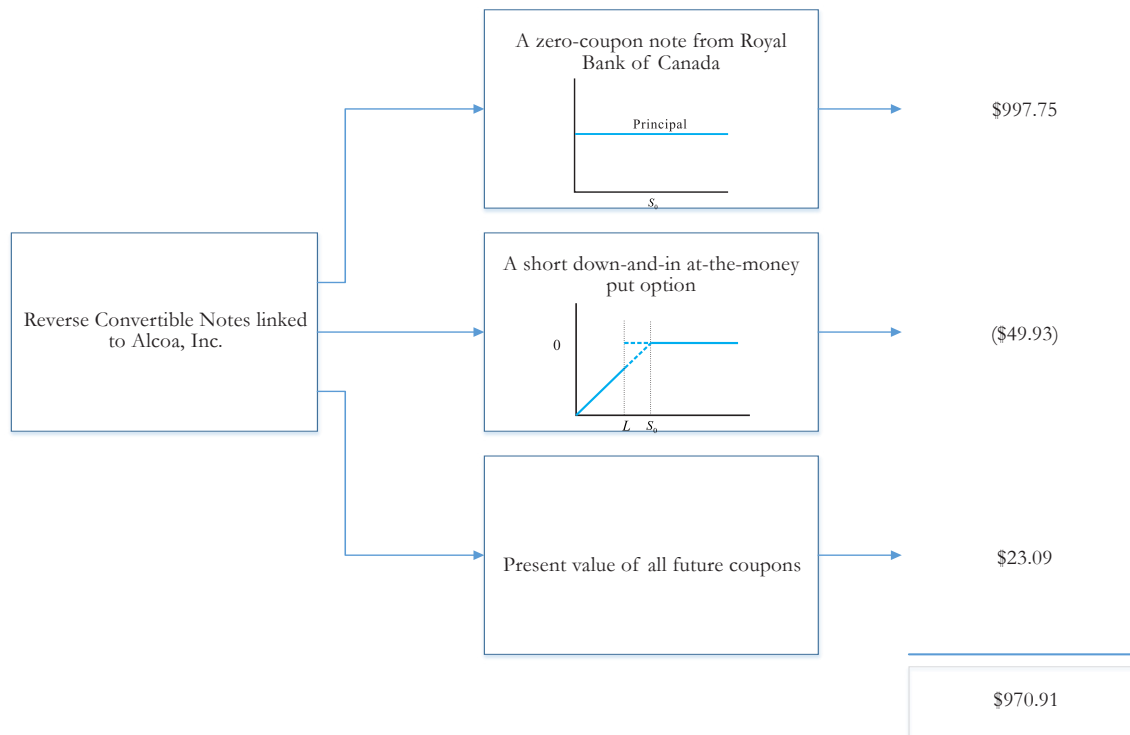 A zero-coupon note from Royal
Bank of Canada
Principal
S₀
$997.75
Reverse Convertible Notes linked
to Alcoa, Inc.
A short down-and-in at-the-money
put option
0
L S₀
($49.93)
Present value of all future coupons
$23.09
$970.91